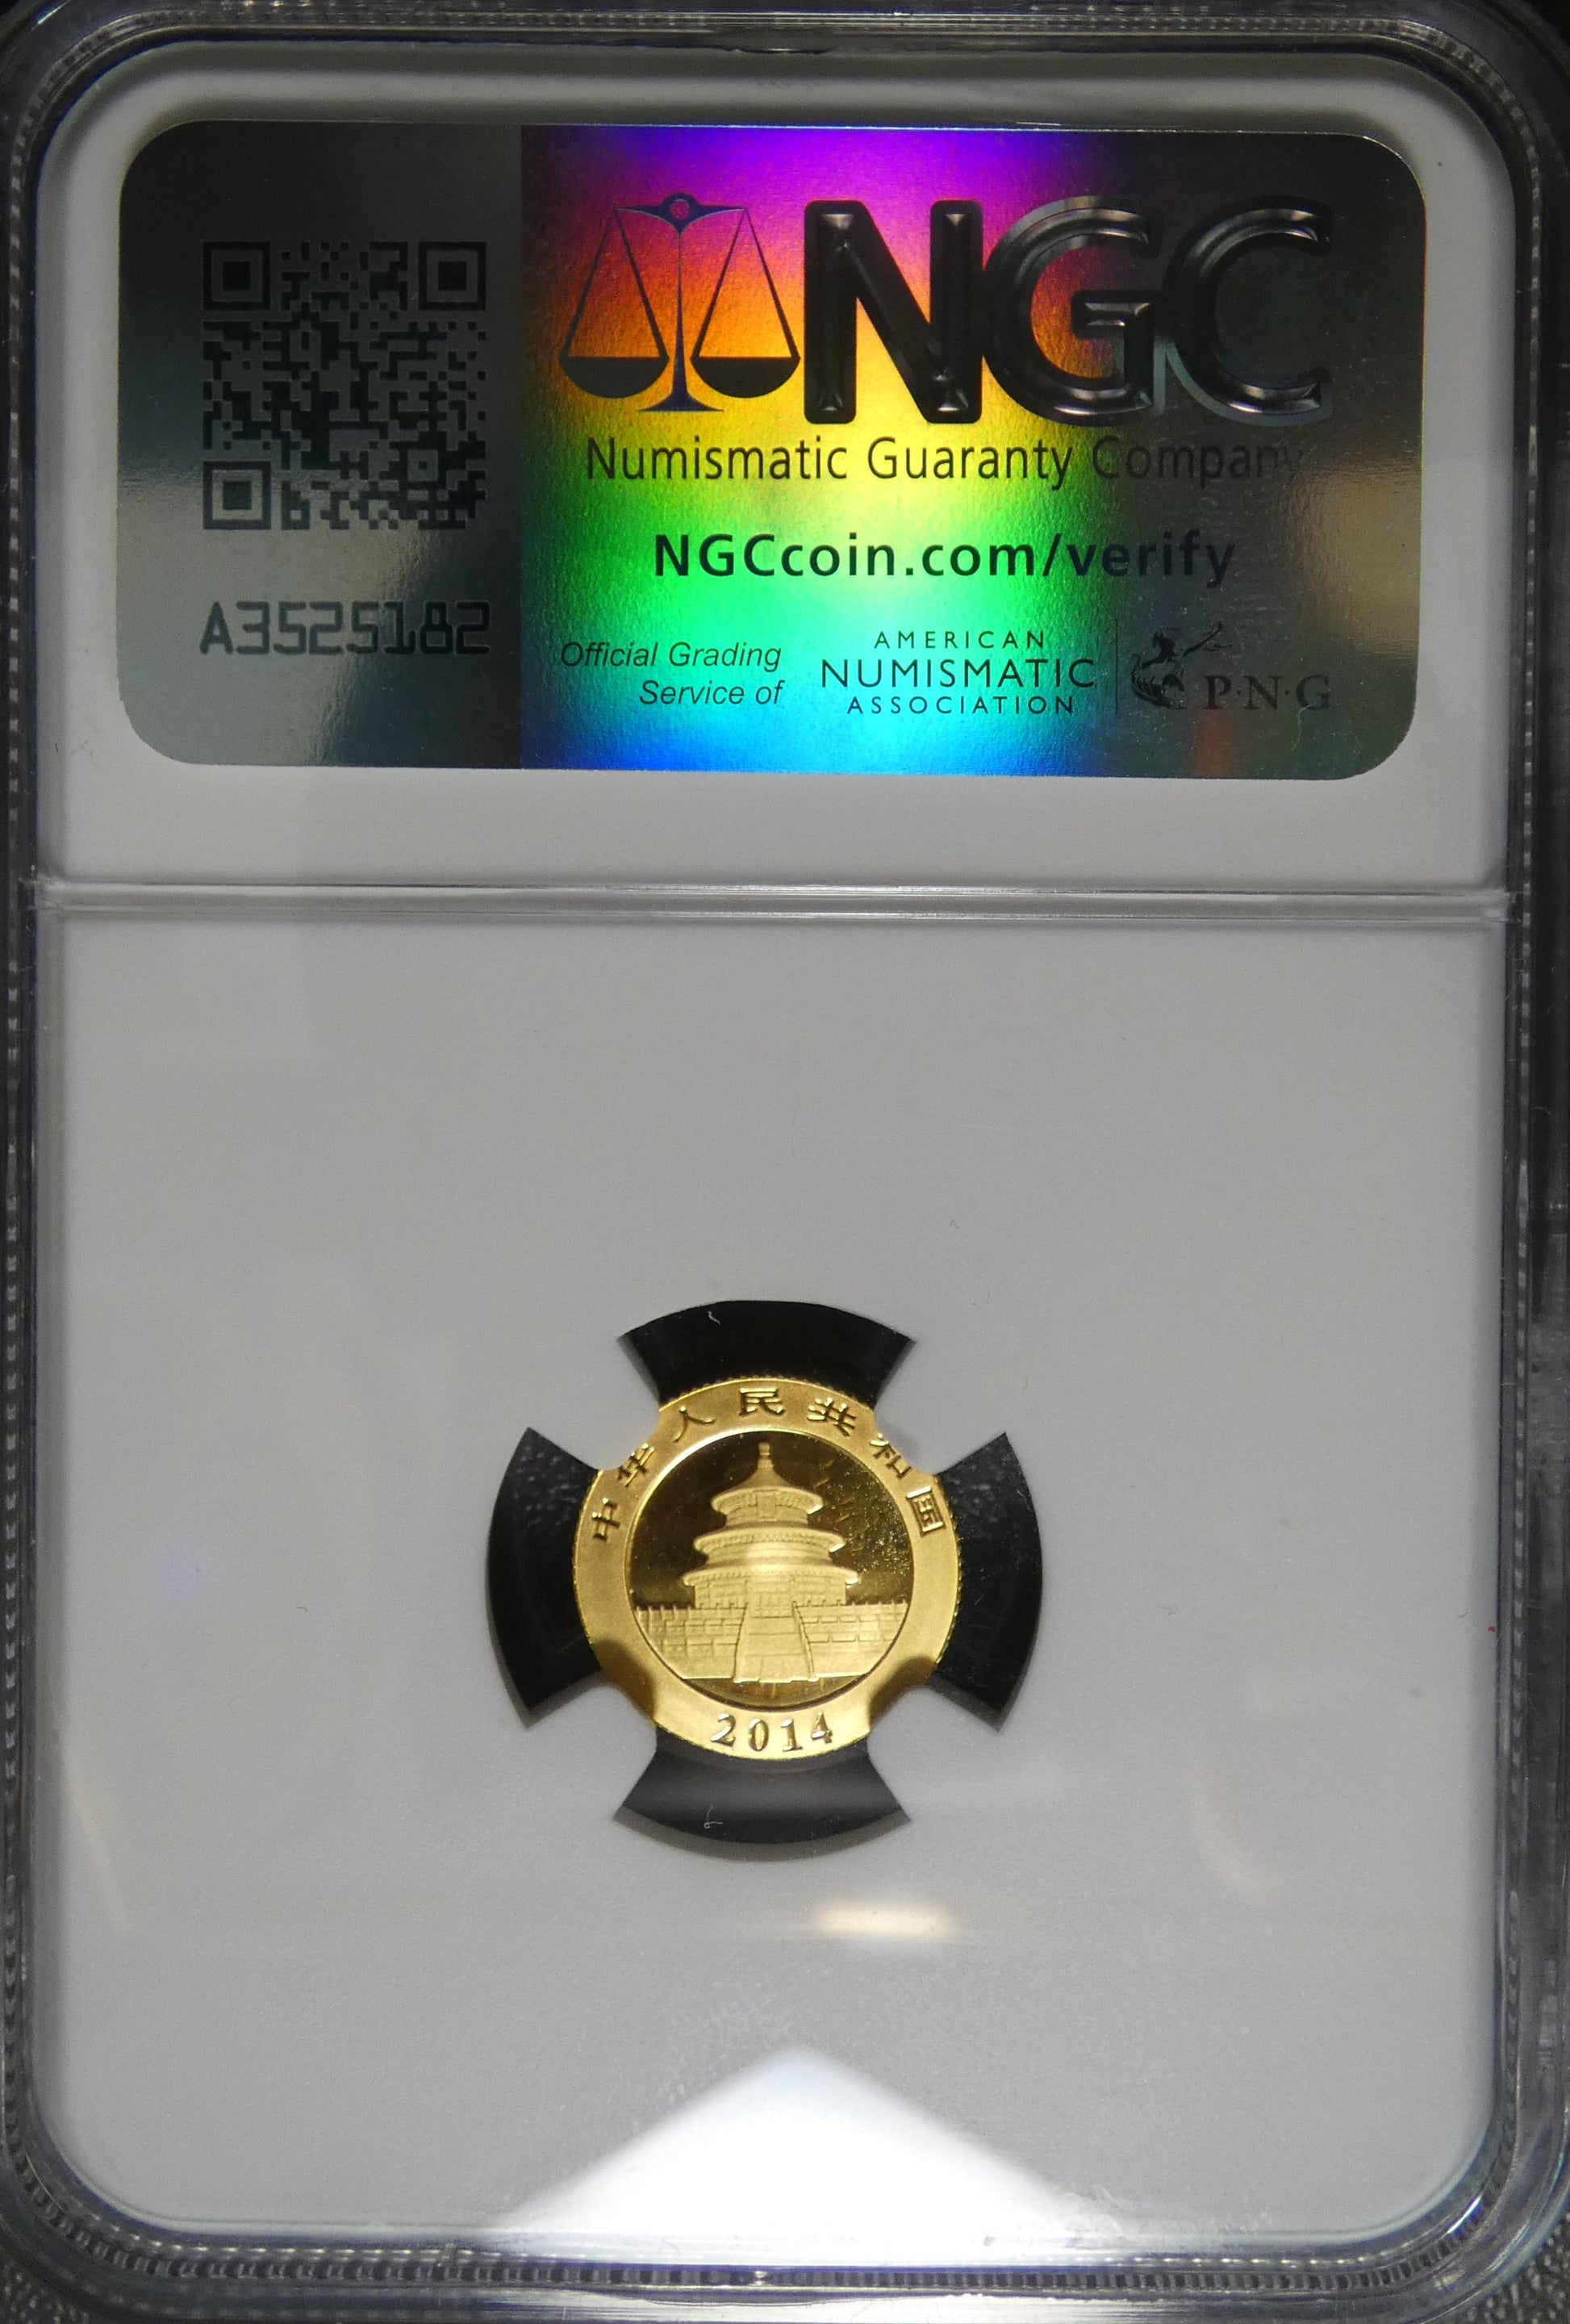 NGC
Numismatic Guaranty Company
NGCcoin.com/verify
A3525182
Official Grading
Service of
AMERICAN
NUMISMATIC
ASSOCIATION
P·N·G
中华人民共和国
2014